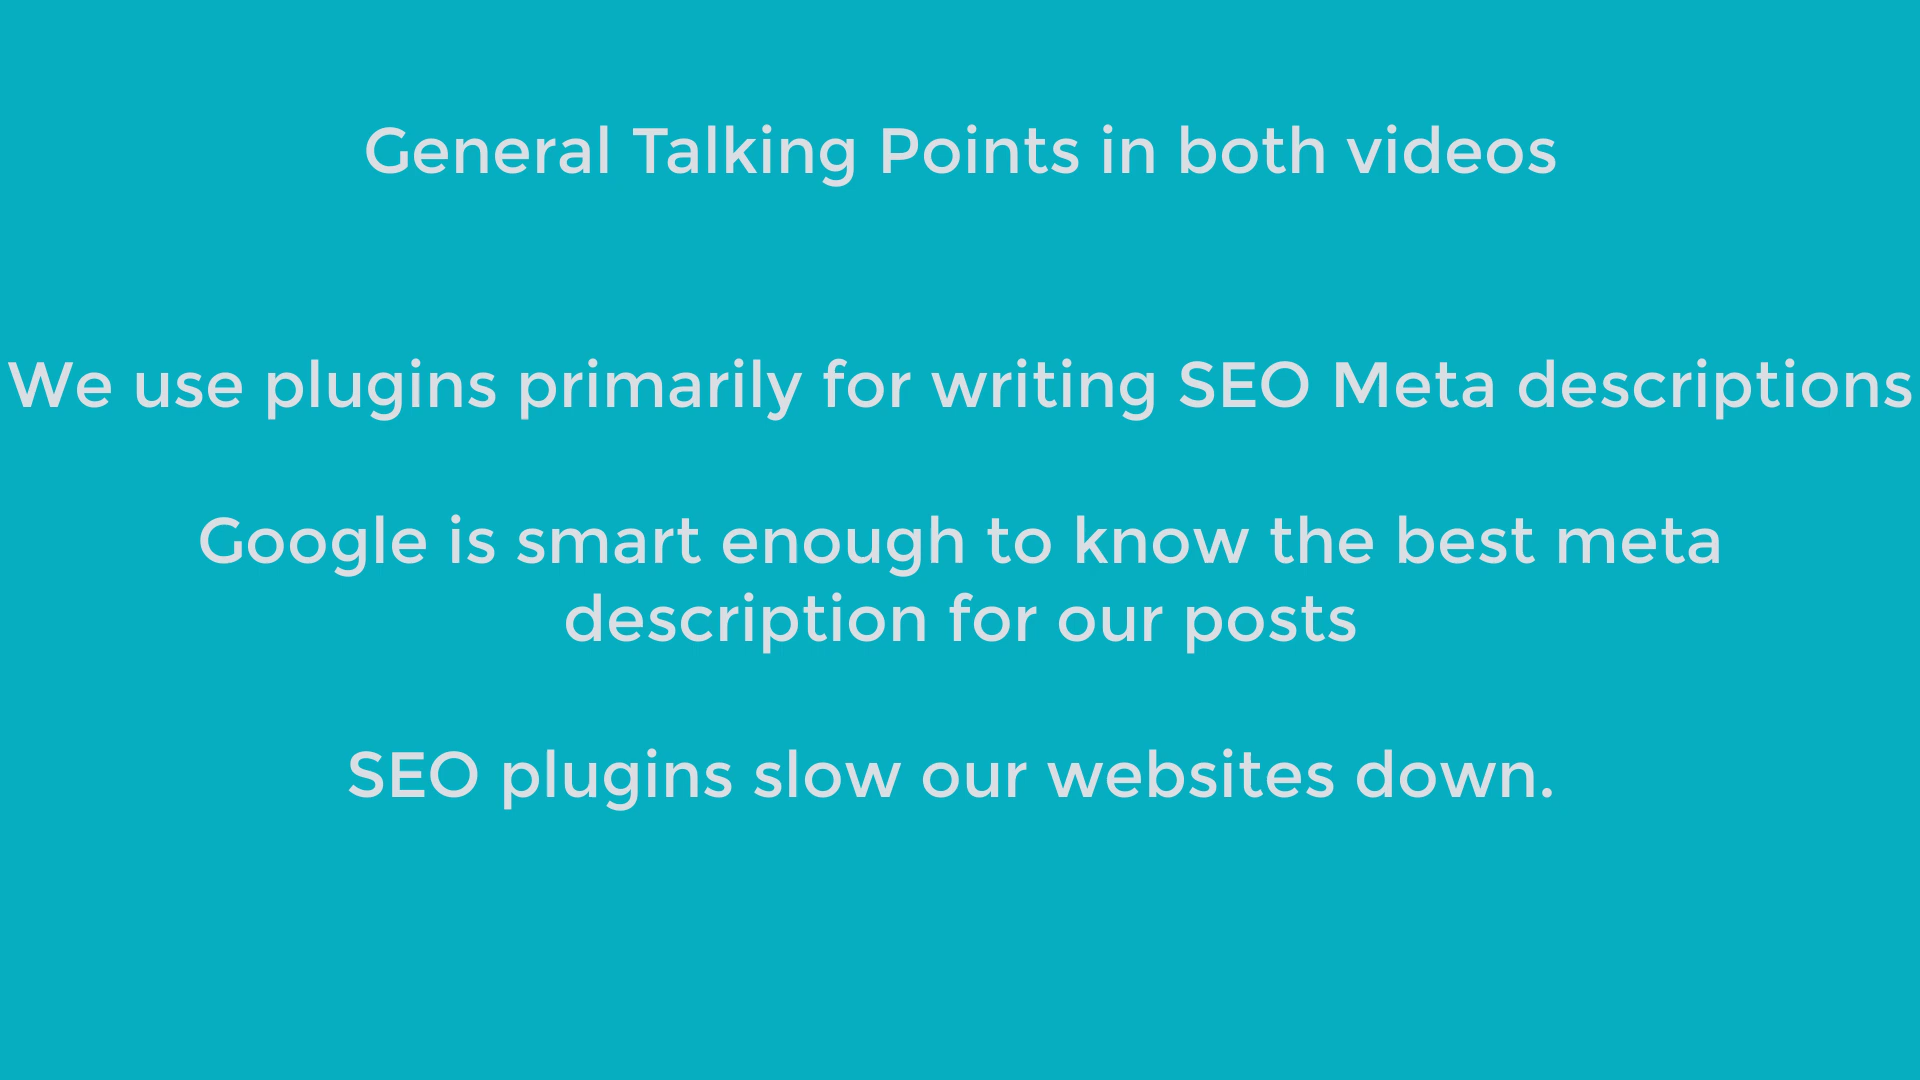 General Talking Points in both videos
We use plugins primarily for writing SEO Meta descriptions
Google is smart enough to know the best meta
description for our posts
SEO plugins slow our websites down.